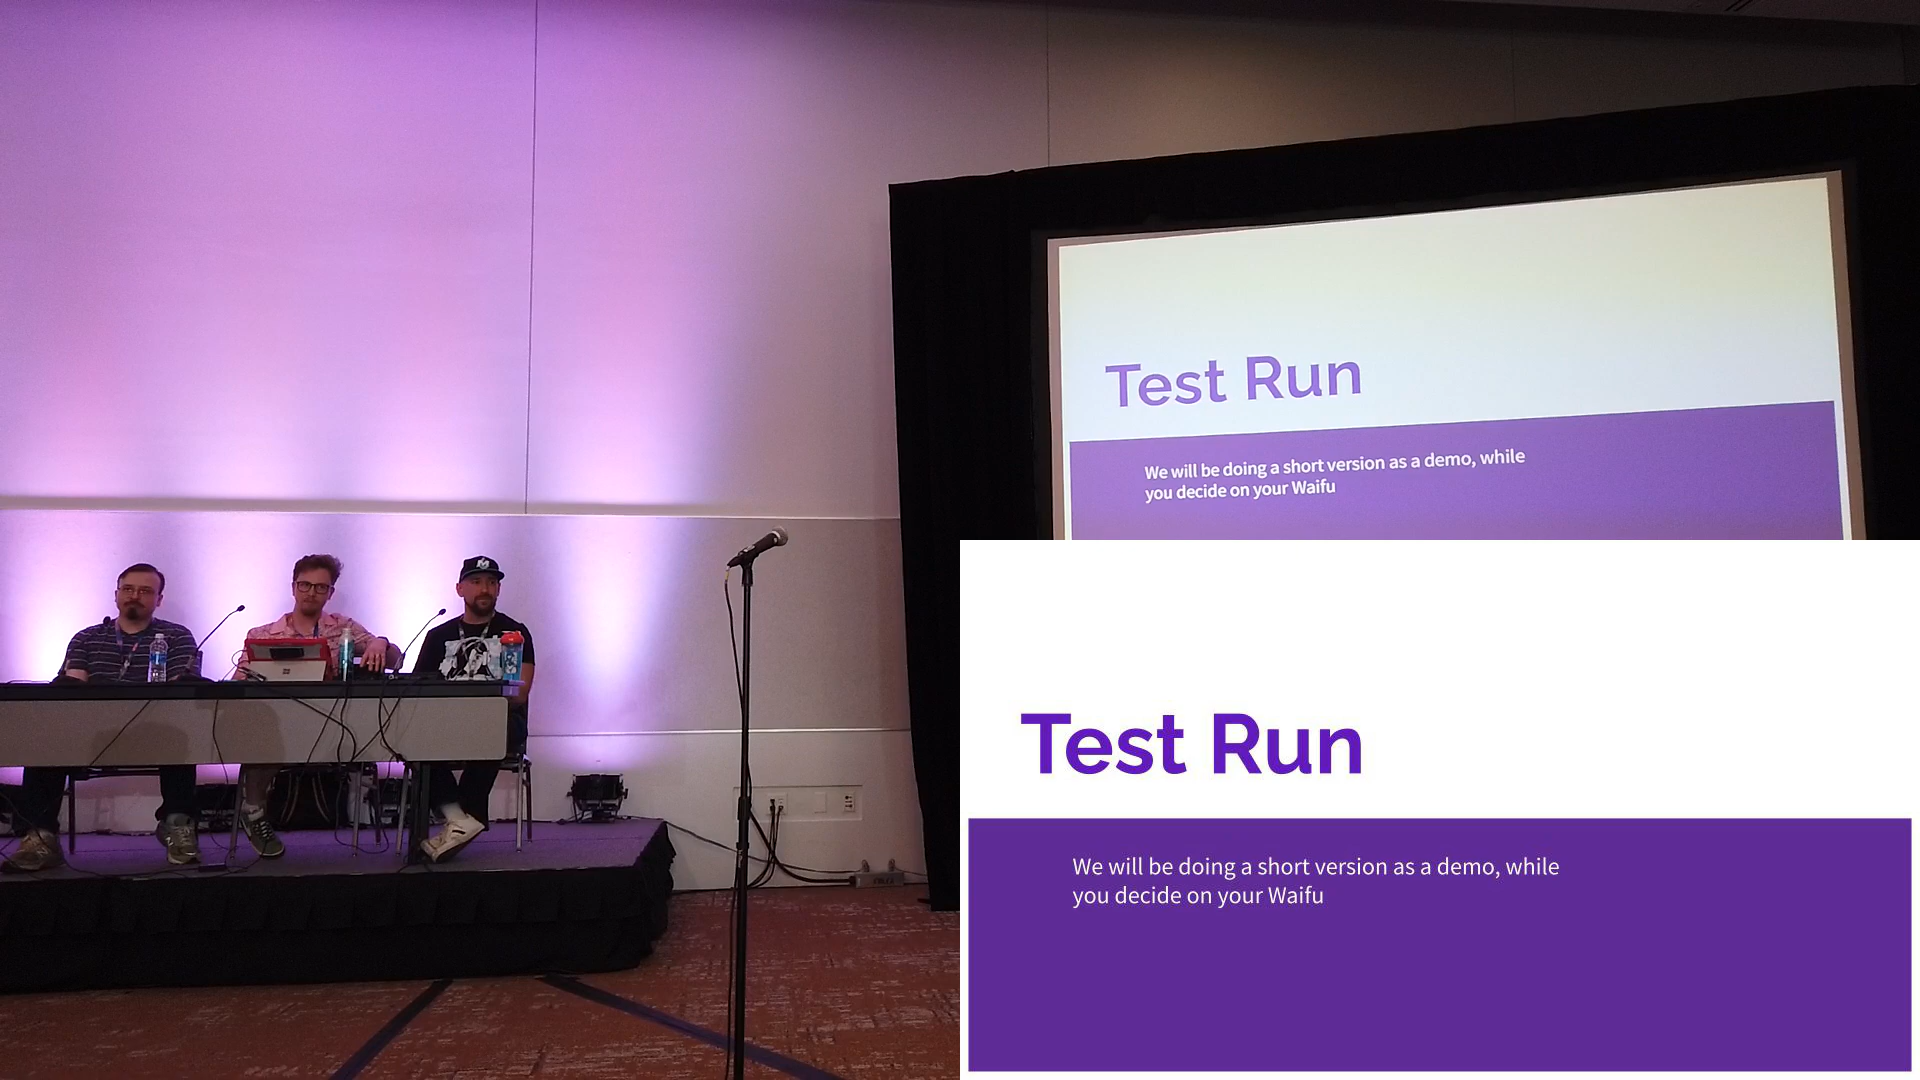 Test Run
We will be doing a short version as a demo, while
you decide on your Waifu
Test Run
We will be doing a short version as a demo, while
you decide on your Waifu